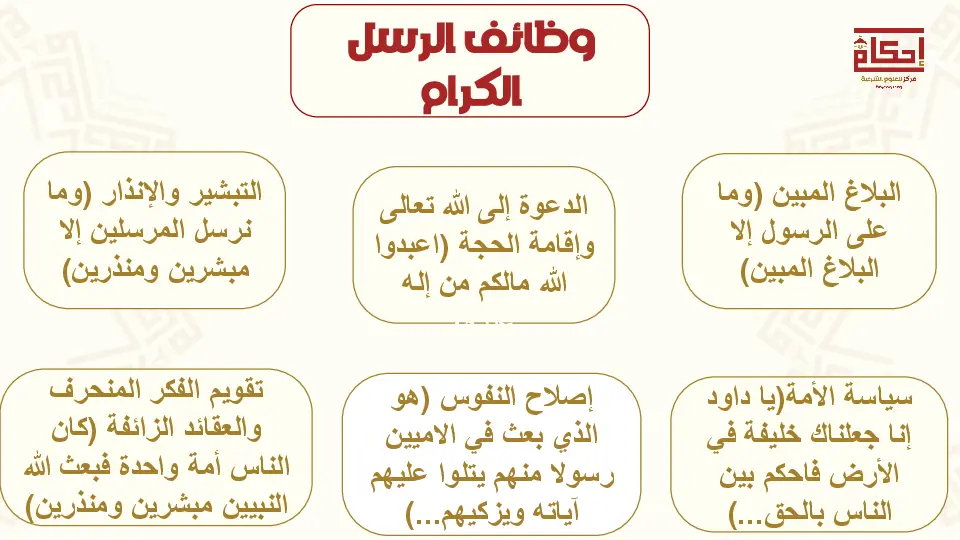 وظائف الرسل
الكرام
إحكام
مركز للعلوم الشرعية
البلاغ المبين (وما
على الرسول إلا
البلاغ المبين)
الدعوة إلى الله تعالى
وإقامة الحجة (اعبدوا
الله مالكم من إله
التبشير والإنذار (وما
نرسل المرسلين إلا
مبشرين ومنذرين)
سياسة الأمة(يا داود
إنا جعلناك خليفة في
الأرض فاحكم بين
الناس بالحق...)
إصلاح النفوس (هو
الذي بعث في الاميين
رسولا منهم يتلوا عليهم
آياته ويزكيهم...)
تقويم الفكر المنحرف
والعقائد الزائفة (كان
الناس أمة واحدة فبعث الله
النبيين مبشرين ومنذرين)